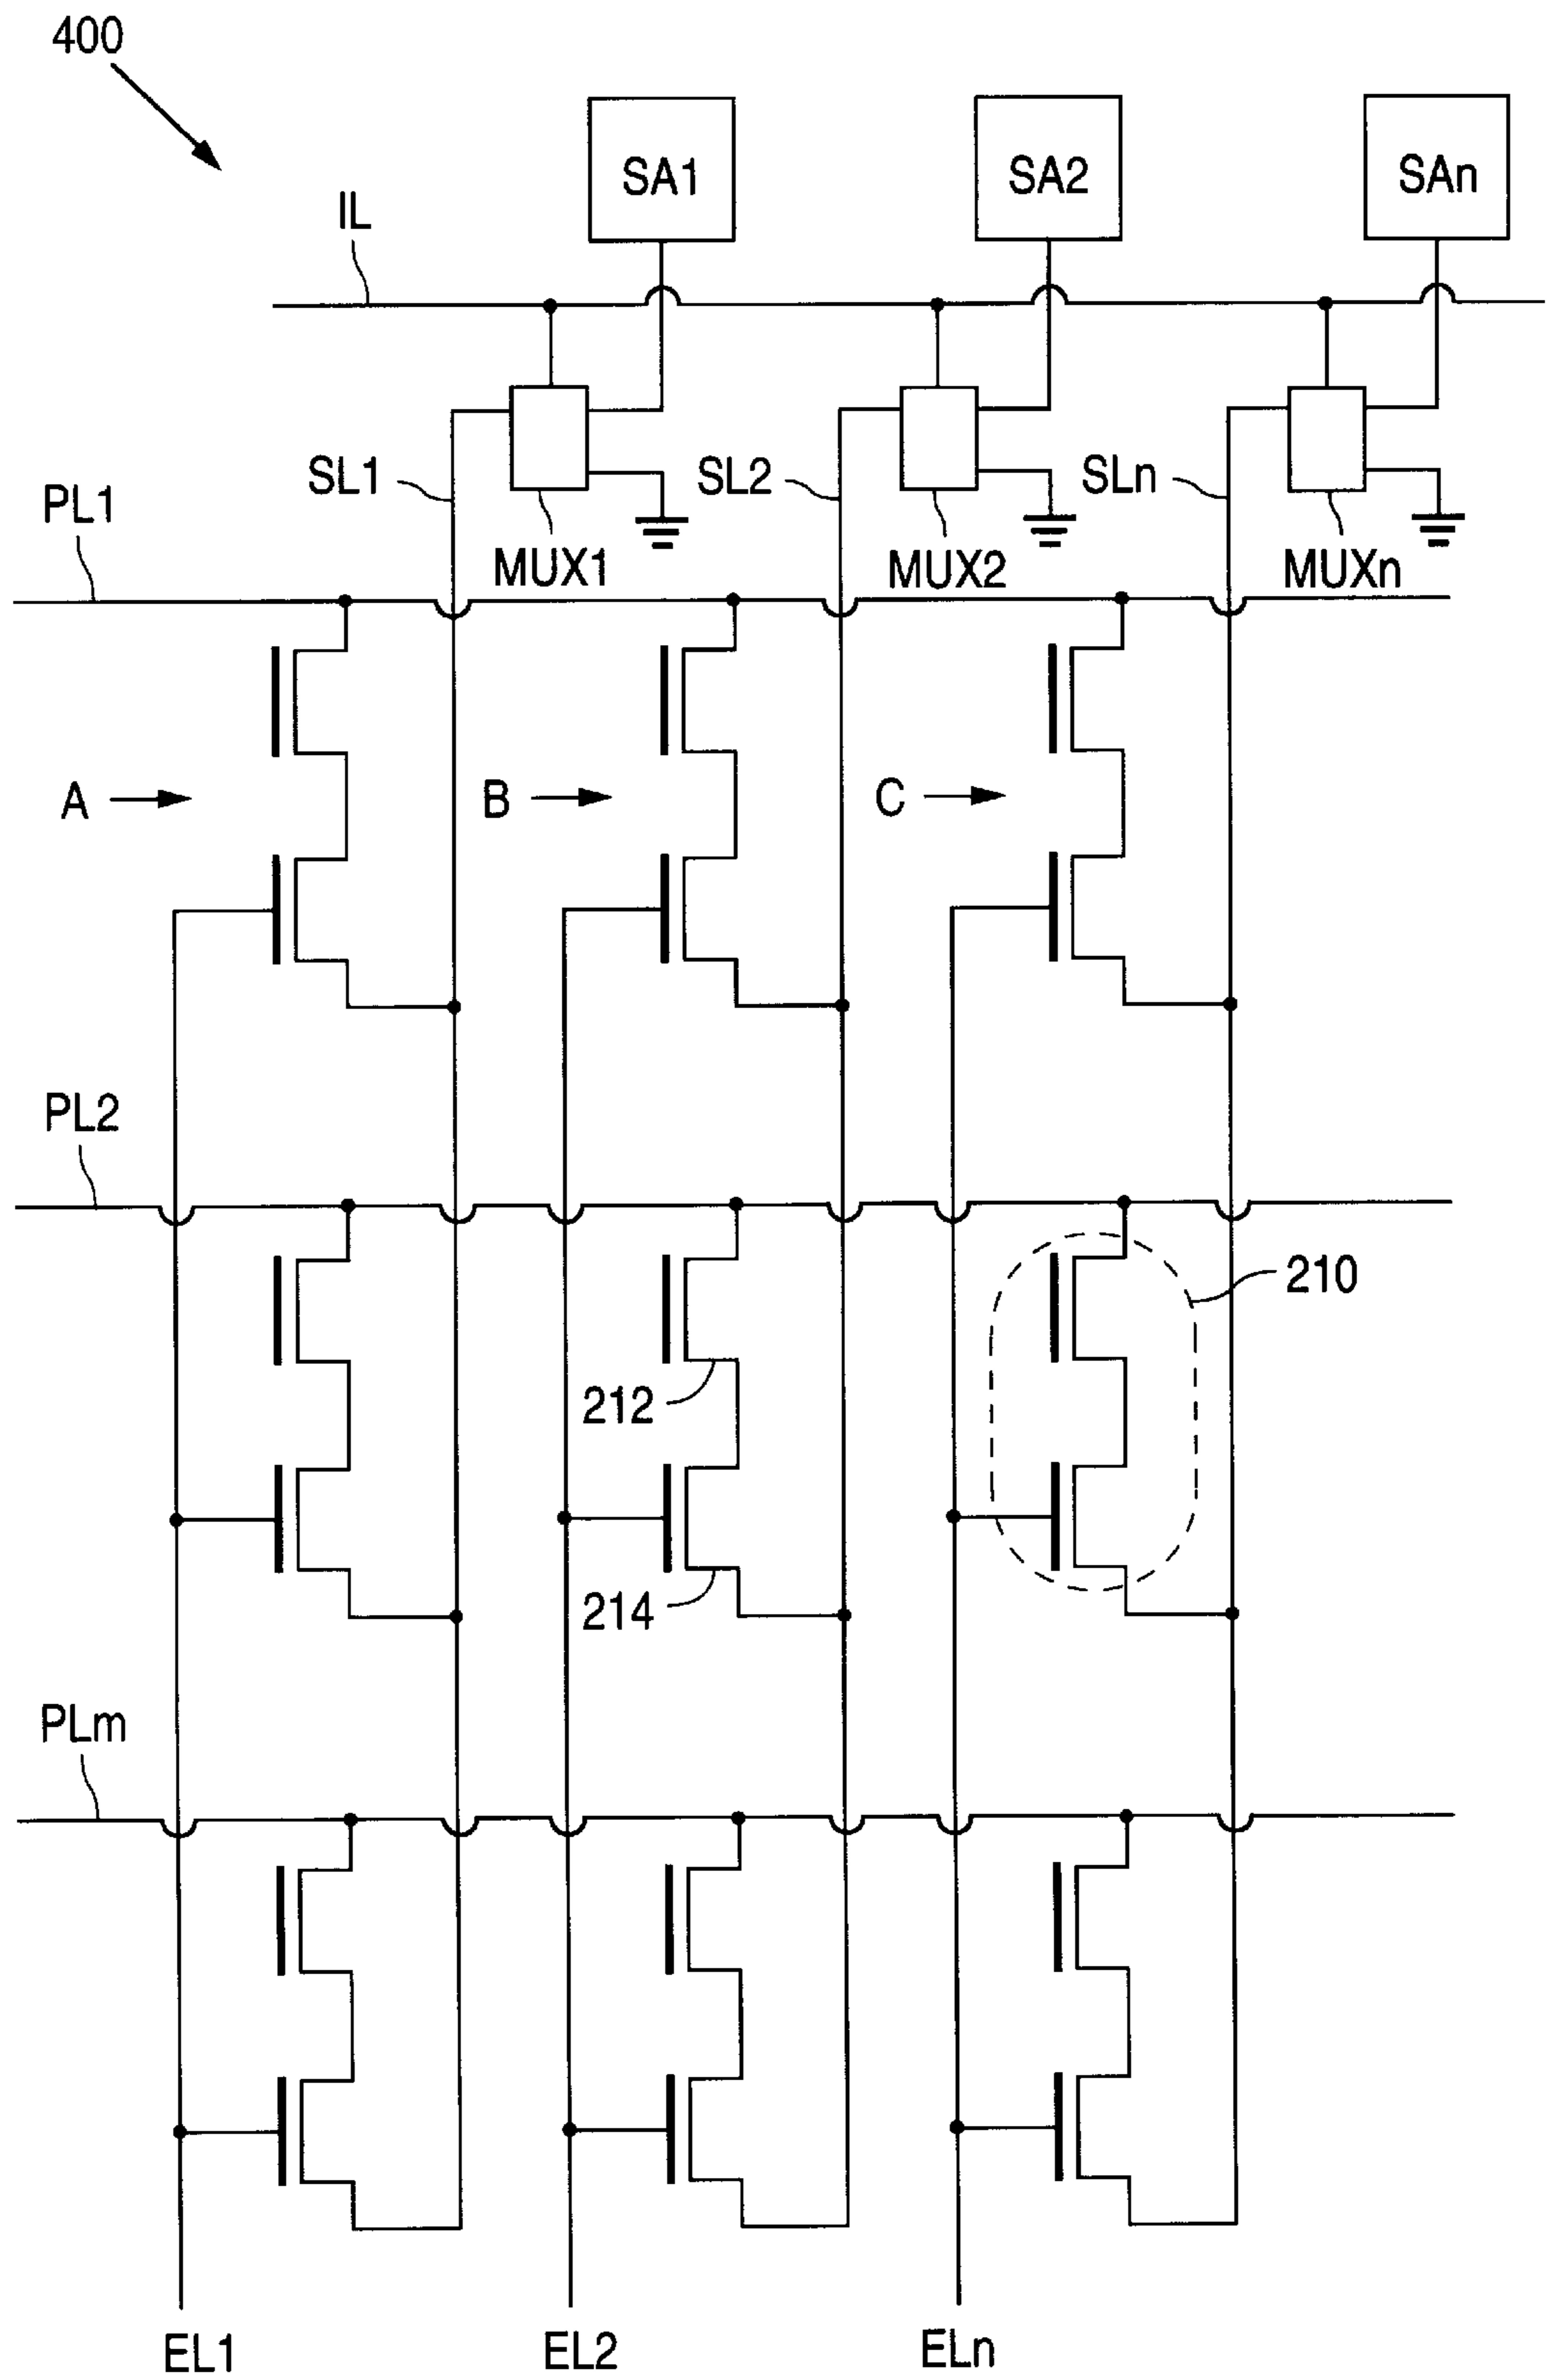 400
SA1
SA2
SAn
IL
SL1
SL2
SLn
PL1
MUX1
MUX2
MUXn
A
B
C
PL2
210
212
214
PLm
EL1
EL2
ELn